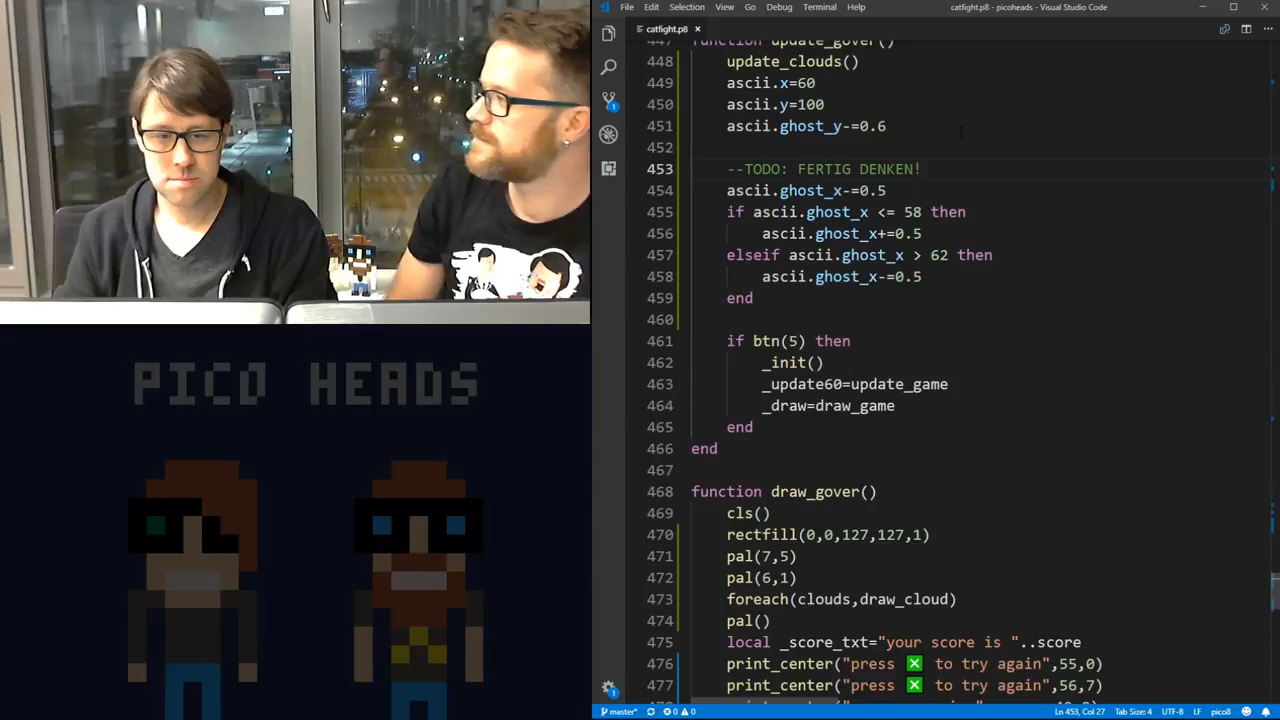 File Edit Selection View Go Debug Terminal Help
catfight.p8 - picoheads - Visual Studio Code
catfight.p8 ×
447 function update_gover()
448 update_clouds()
449 ascii.x=60
450 ascii.y=100
451 ascii.ghost_y-=0.6
452
453 --TODO: FERTIG DENKEN!
454 ascii.ghost_x-=0.5
455 if ascii.ghost_x <= 58 then
456 ascii.ghost_x+=0.5
457 elseif ascii.ghost_x > 62 then
458 ascii.ghost_x-=0.5
459 end
460
461 if btn(5) then
462 _init()
463 _update60=update_game
464 _draw=draw_game
465 end
466 end
467
468 function draw_gover()
469 cls()
470 rectfill(0,0,127,127,1)
471 pal(7,5)
472 pal(6,1)
473 foreach(clouds,draw_cloud)
474 pal()
475 local _score_txt="your score is "..score
476 print_center("press ❎ to try again",55,0)
477 print_center("press ❎ to try again",56,7)
PICO HEADS
master* 0 0
Ln 453, Col 27 Tab Size: 4 UTF-8 LF pico8